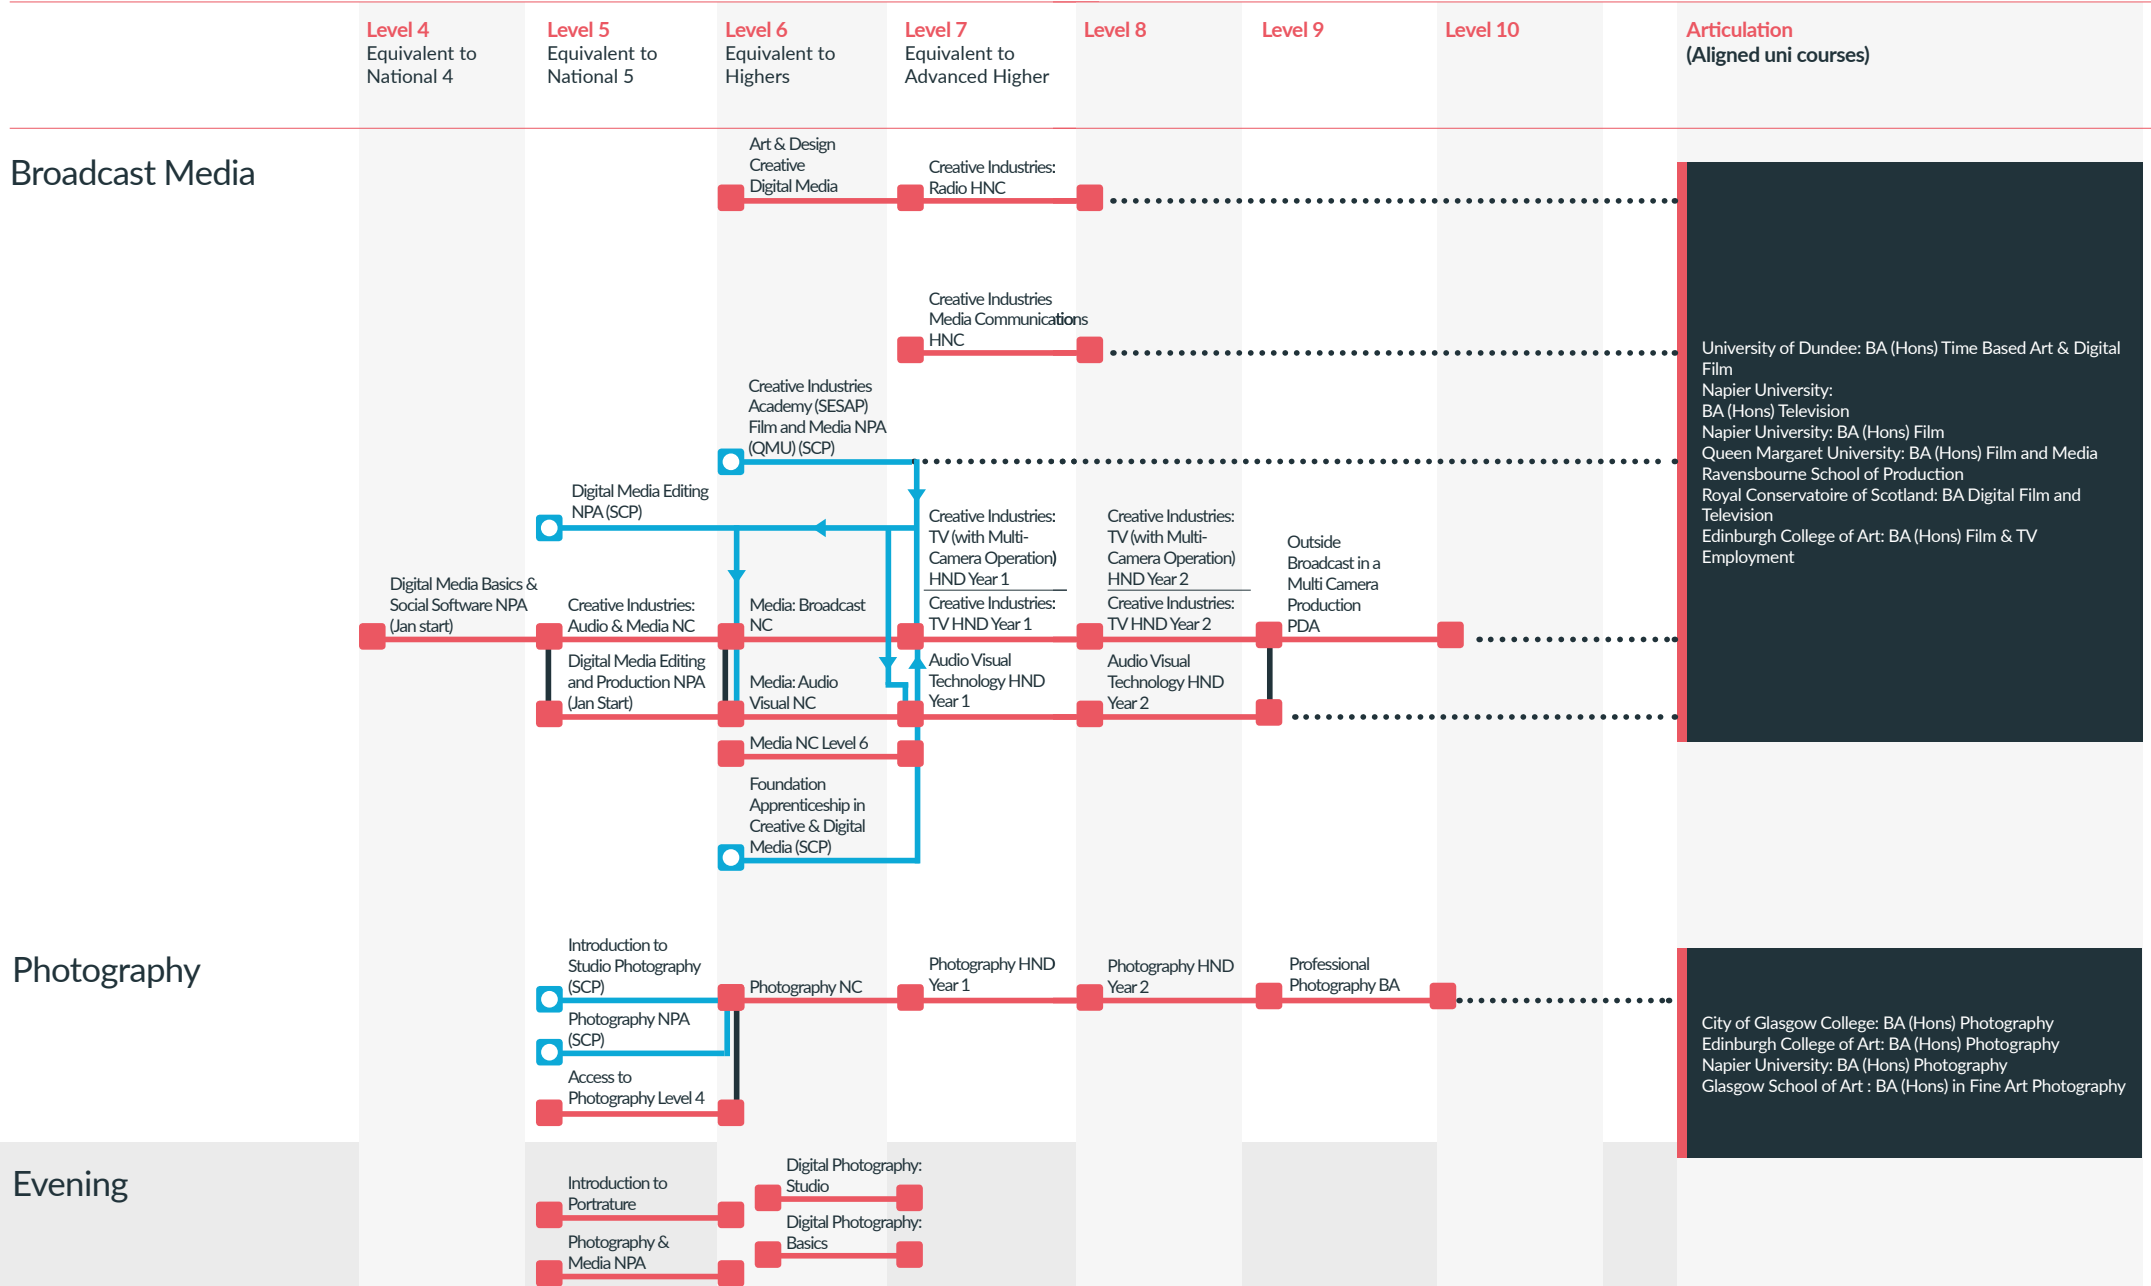 Level 4
Equivalent to
National 4
Level 5
Equivalent to
National 5
Level 6
Equivalent to
Highers
Level 7
Equivalent to
Advanced Higher
Level 8
Level 9
Level 10
Articulation
(Aligned uni courses)
Broadcast Media
Art & Design
Creative
Digital Media
Creative Industries:
Radio HNC
Creative Industries
Media Communications
HNC
Creative Industries
Academy (SESAP)
Film and Media NPA
(QMU) (SCP)
Digital Media Editing
NPA (SCP)
Digital Media Basics &
Social Software NPA
(Jan start)
Creative Industries:
Audio & Media NC
Media: Broadcast
NC
Creative Industries:
TV (with Multi-
Camera Operation)
HND Year 1
Creative Industries:
TV HND Year 1
Creative Industries:
TV (with Multi-
Camera Operation)
HND Year 2
Creative Industries:
TV HND Year 2
Outside
Broadcast in a
Multi Camera
Production
PDA
Digital Media Editing
and Production NPA
(Jan Start)
Media: Audio
Visual NC
Audio Visual
Technology HND
Year 1
Audio Visual
Technology HND
Year 2
Media NC Level 6
Foundation
Apprenticeship in
Creative & Digital
Media (SCP)
University of Dundee: BA (Hons) Time Based Art & Digital
Film
Napier University:
BA (Hons) Television
Napier University: BA (Hons) Film
Queen Margaret University: BA (Hons) Film and Media
Ravensbourne School of Production
Royal Conservatoire of Scotland: BA Digital Film and
Television
Edinburgh College of Art: BA (Hons) Film & TV
Employment
Photography
Introduction to
Studio Photography
(SCP)
Photography NPA
(SCP)
Access to
Photography Level 4
Photography NC
Photography HND
Year 1
Photography HND
Year 2
Professional
Photography BA
City of Glasgow College: BA (Hons) Photography
Edinburgh College of Art: BA (Hons) Photography
Napier University: BA (Hons) Photography
Glasgow School of Art : BA (Hons) in Fine Art Photography
Evening
Introduction to
Portrature
Photography &
Media NPA
Digital Photography:
Studio
Digital Photography:
Basics